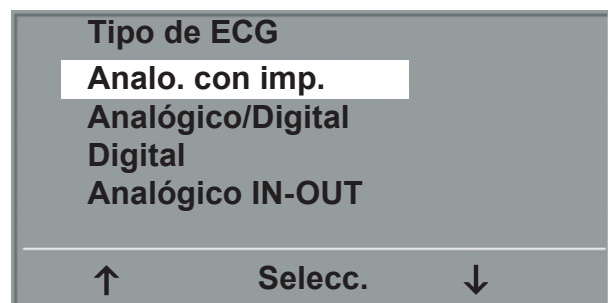 Tipo de ECG
Analo. con imp.
Analógico/Digital
Digital
Analógico IN-OUT
↑ Selecc. ↓